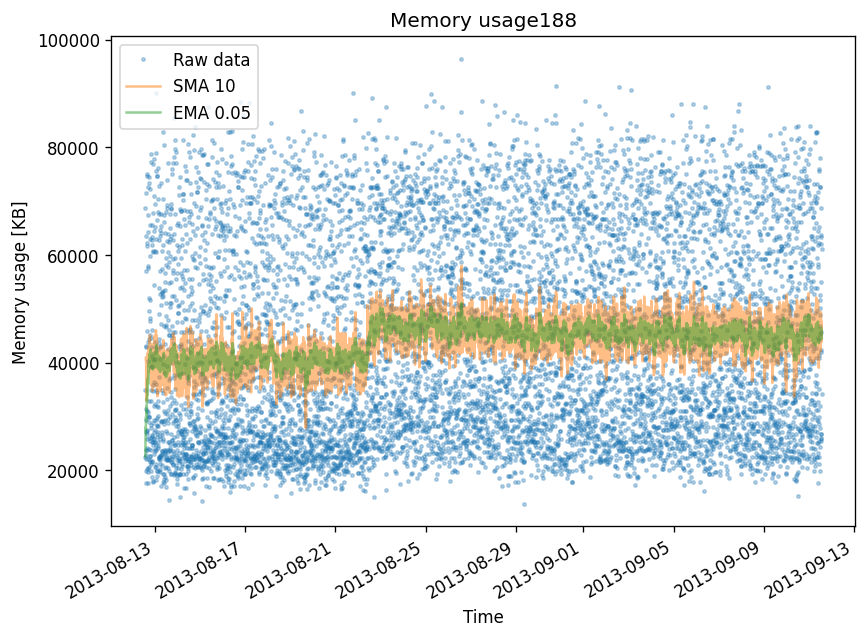 Memory usage188
100000
80000
60000
40000
20000
Memory usage [KB]
Raw data
SMA 10
EMA 0.05
2013-08-13
2013-08-17
2013-08-21
2013-08-25
2013-08-29
2013-09-01
2013-09-05
2013-09-09
2013-09-13
Time